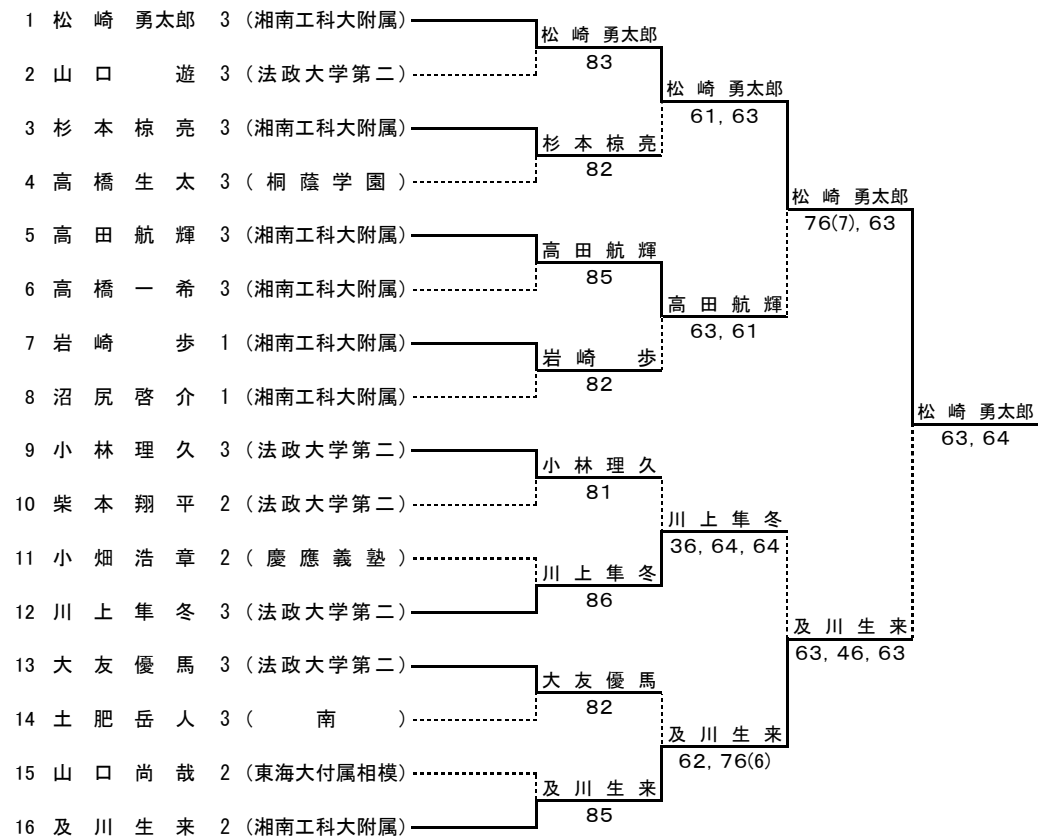 1 松崎 勇太郎 3 (湘南工科大附属)
松崎 勇太郎
83
2 山口 遊 3 (法政大学第二)
松崎 勇太郎
61, 63
3 杉本椋亮 3 (湘南工科大附属)
杉本椋亮
82
4 高橋生太 3 (桐蔭学園)
松崎 勇太郎
76(7), 63
5 高田航輝 3 (湘南工科大附属)
高田航輝
85
6 高橋一希 3 (湘南工科大附属)
高田航輝
63, 61
7 岩崎 歩 1 (湘南工科大附属)
岩崎 歩
82
8 沼尻啓介 1 (湘南工科大附属)
松崎 勇太郎
63, 64
9 小林理久 3 (法政大学第二)
小林理久
81
10 柴本翔平 2 (法政大学第二)
川上隼冬
36, 64, 64
11 小畑浩章 2 (慶應義塾)
川上隼冬
86
12 川上隼冬 3 (法政大学第二)
及川生来
63, 46, 63
13 大友優馬 3 (法政大学第二)
大友優馬
82
14 土肥岳人 3 (南)
及川生来
62, 76(6)
15 山口尚哉 2 (東海大付属相模)
及川生来
85
16 及川生来 2 (湘南工科大附属)